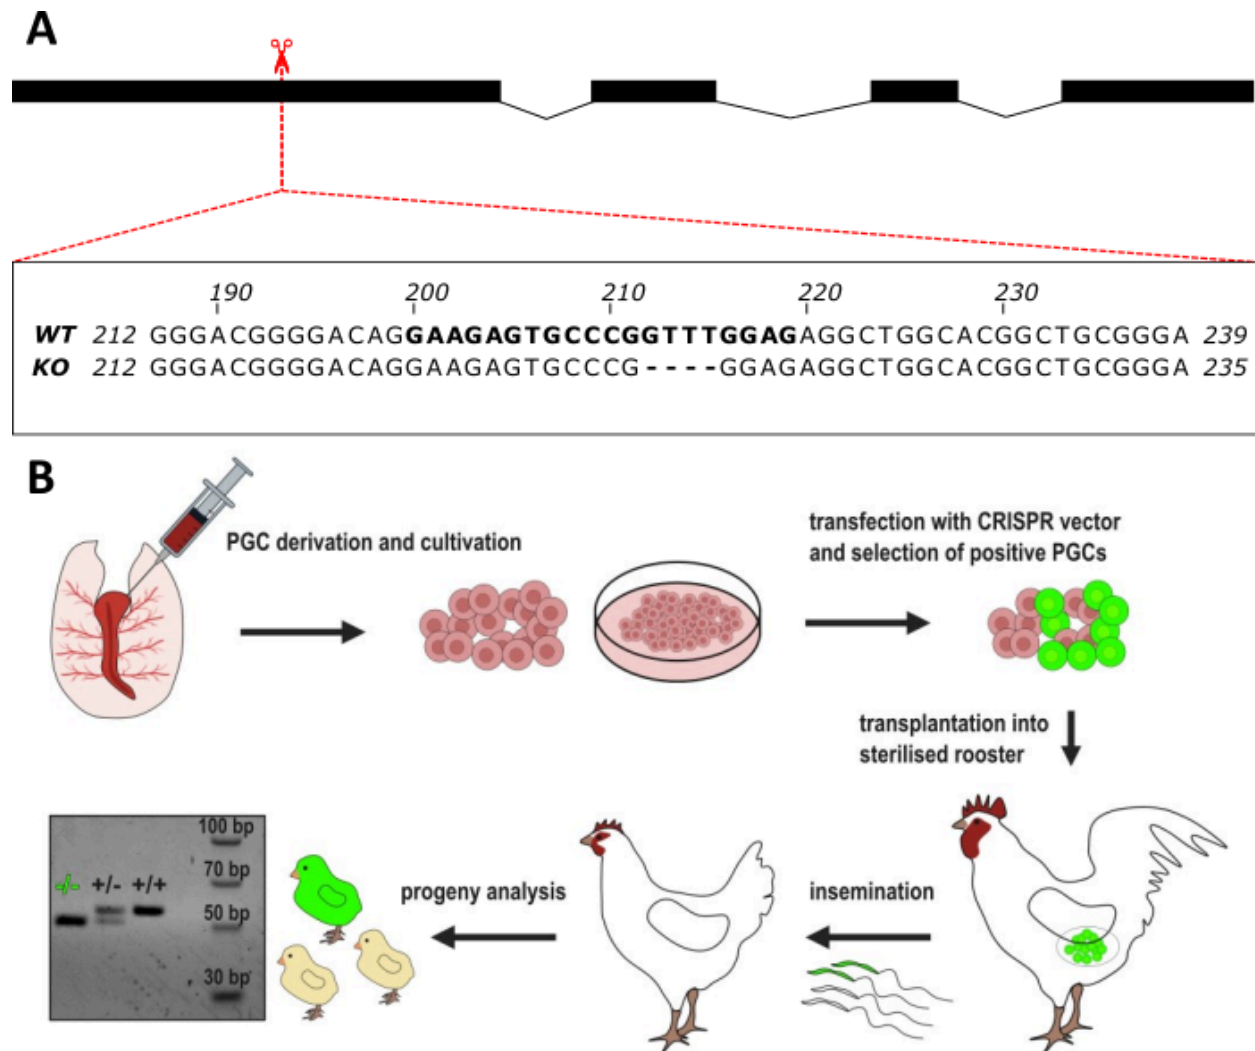 A
190 200 210 220 230
WT 212 GGGACGGGGACAGGAAGAGTGCCCGGTTTGGAGAGGCTGGCACGGCTGCGGGA 239
KO 212 GGGACGGGGACAGGAAGAGTGCCCG----GGAGAGGCTGGCACGGCTGCGGGA 235
B
PGC derivation and cultivation
transfection with CRISPR vector
and selection of positive PGCs
transplantation into
sterilised rooster
insemination
progeny analysis
-/- +/- +/+
100 bp
70 bp
50 bp
30 bp